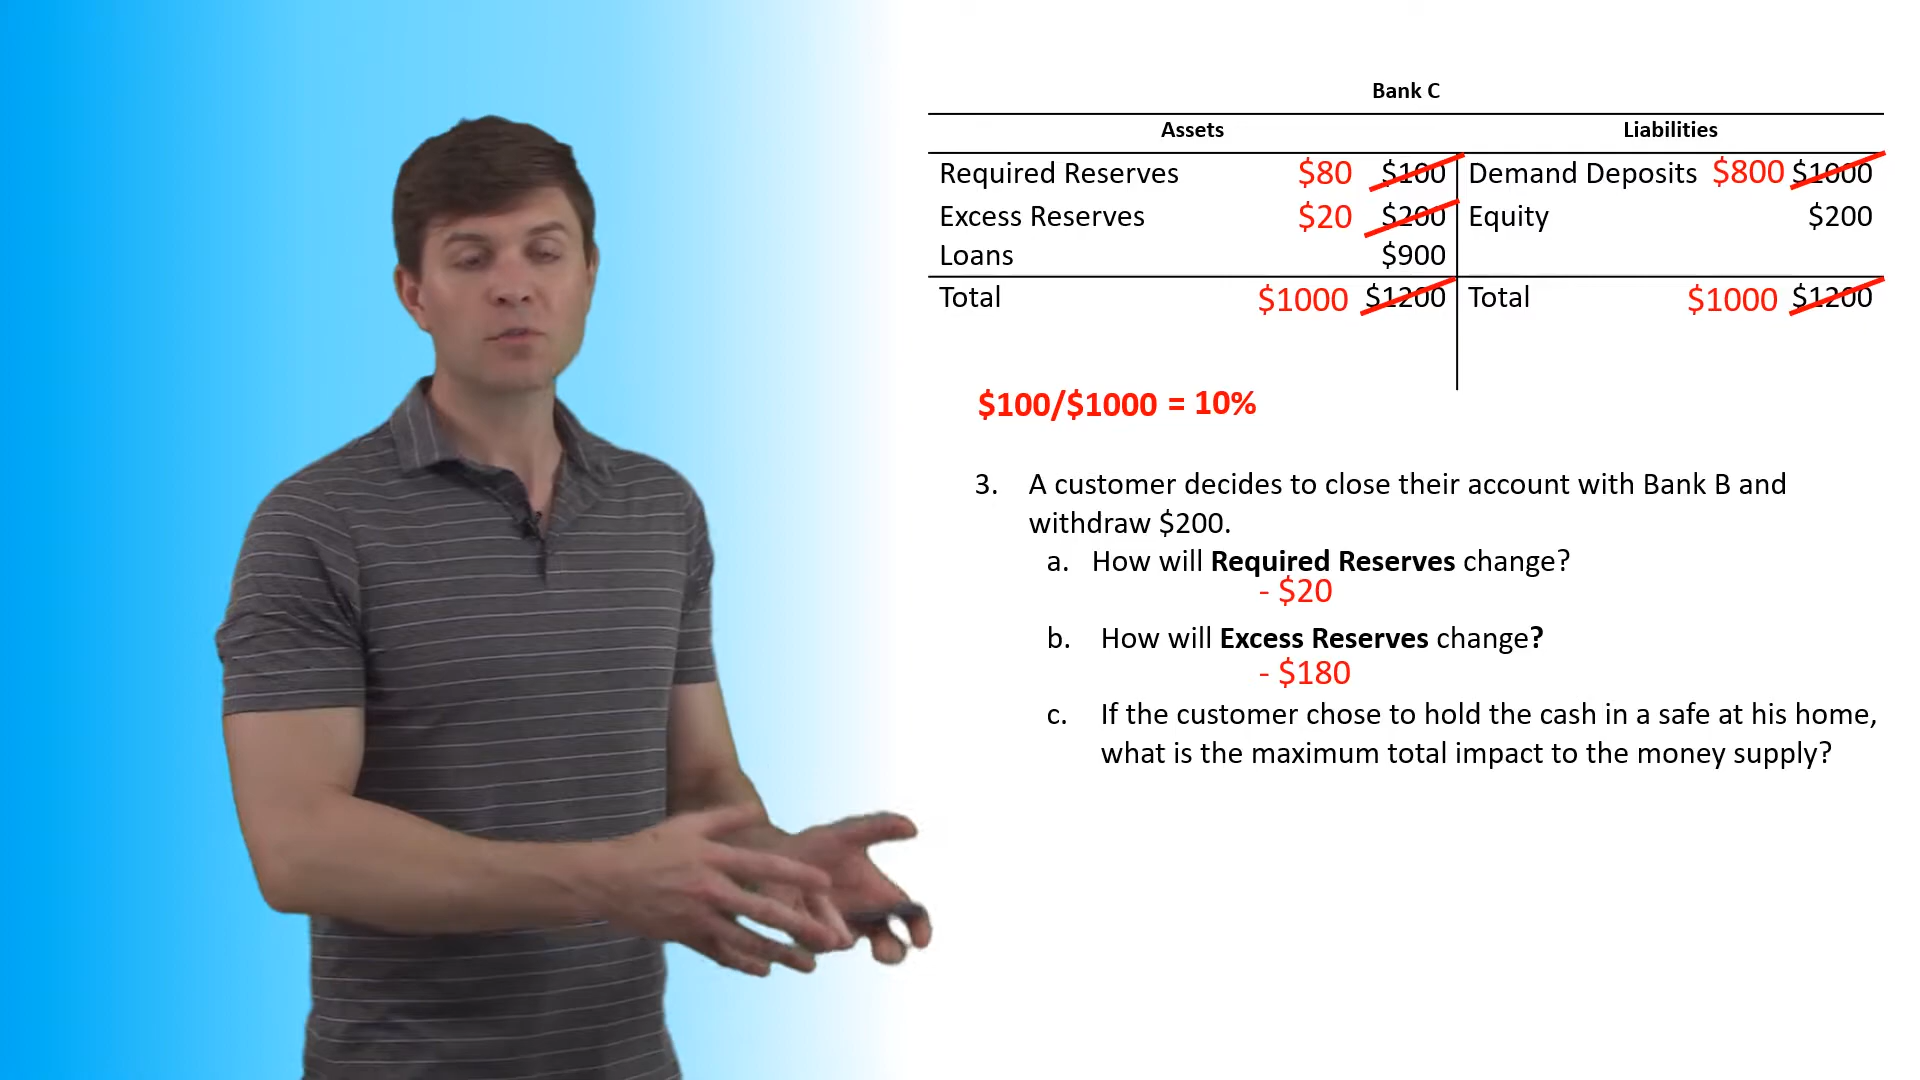 Bank C
Assets Liabilities
Required Reserves $80 $100 Demand Deposits $800 $1000
Excess Reserves $20 $200 Equity $200
Loans $900
Total $1000 $1200 Total $1000 $1200
$100/$1000 = 10%
3. A customer decides to close their account with Bank B and
withdraw $200.
a. How will Required Reserves change?
- $20
b. How will Excess Reserves change?
- $180
c. If the customer chose to hold the cash in a safe at his home,
what is the maximum total impact to the money supply?